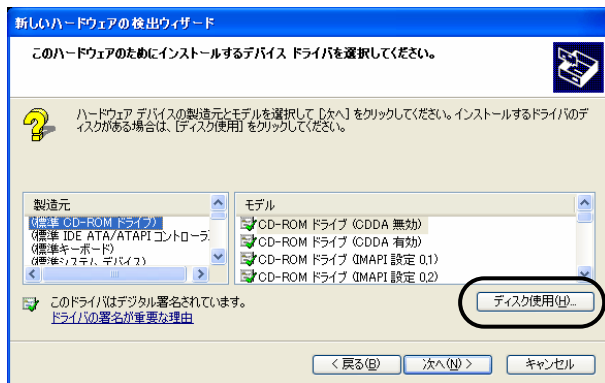 新しいハードウェアの検出ウィザード
このハードウェアのためにインストールするデバイス ドライバを選択してください。
ハードウェア デバイスの製造元とモデルを選択して [次へ] をクリックしてください。インストールするドライバのデ
ィスクがある場合は、[ディスク使用] をクリックしてください。
製造元
(標準 CD-ROM ドライブ)
(標準 IDE ATA/ATAPI コントローラ
(標準キーボード)
(標準システム デバイス)
モデル
CD-ROM ドライブ (CDDA 無効)
CD-ROM ドライブ (CDDA 有効)
CD-ROM ドライブ (IMAPI 設定 0,1)
CD-ROM ドライブ (IMAPI 設定 0,2)
このドライバはデジタル署名されています。
ドライバの署名が重要な理由
ディスク使用(H)...
< 戻る(B)
次へ(N) >
キャンセル